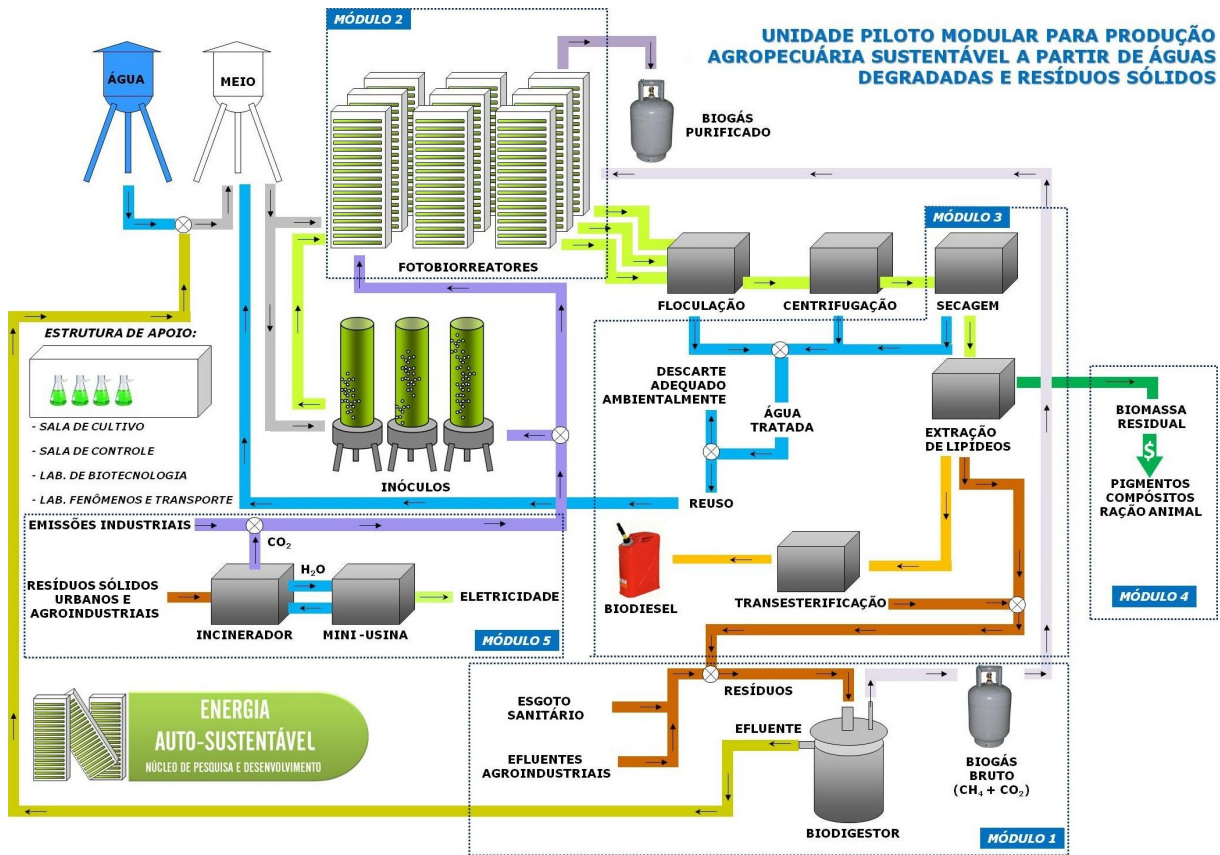 MÓDULO 2
UNIDADE PILOTO MODULAR PARA PRODUÇÃO
AGROPECUÁRIA SUSTENTÁVEL A PARTIR DE ÁGUAS
DEGRADADAS E RESÍDUOS SÓLIDOS
ÁGUA
MEIO
BIOGÁS
PURIFICADO
FOTOBIORREATORES
MÓDULO 3
FLOCULAÇÃO
CENTRIFUGAÇÃO
SECAGEM
ESTRUTURA DE APOIO:
- SALA DE CULTIVO
- SALA DE CONTROLE
- LAB. DE BIOTECNOLOGIA
- LAB. FENÔMENOS E TRANSPORTE
INÓCULOS
DESCARTE
ADEQUADO
AMBIENTALMENTE
ÁGUA
TRATADA
REUSO
EXTRAÇÃO
DE LIPÍDEOS
BIOMASSA
RESIDUAL
$
PIGMENTOS
COMPÓSITOS
RAÇÃO ANIMAL
MÓDULO 4
EMISSÕES INDUSTRIAIS
CO₂
H₂O
RESÍDUOS SÓLIDOS
URBANOS E
AGROINDUSTRIAIS
INCINERADOR
MINI-USINA
ELETRICIDADE
MÓDULO 5
BIODIESEL
TRANSESTERIFICAÇÃO
ENERGIA
AUTO-SUSTENTÁVEL
NÚCLEO DE PESQUISA E DESENVOLVIMENTO
ESGOTO
SANITÁRIO
EFLUENTES
AGROINDUSTRIAIS
RESÍDUOS
EFLUENTE
BIODIGESTOR
BIOGÁS
BRUTO
(CH₄ + CO₂)
MÓDULO 1